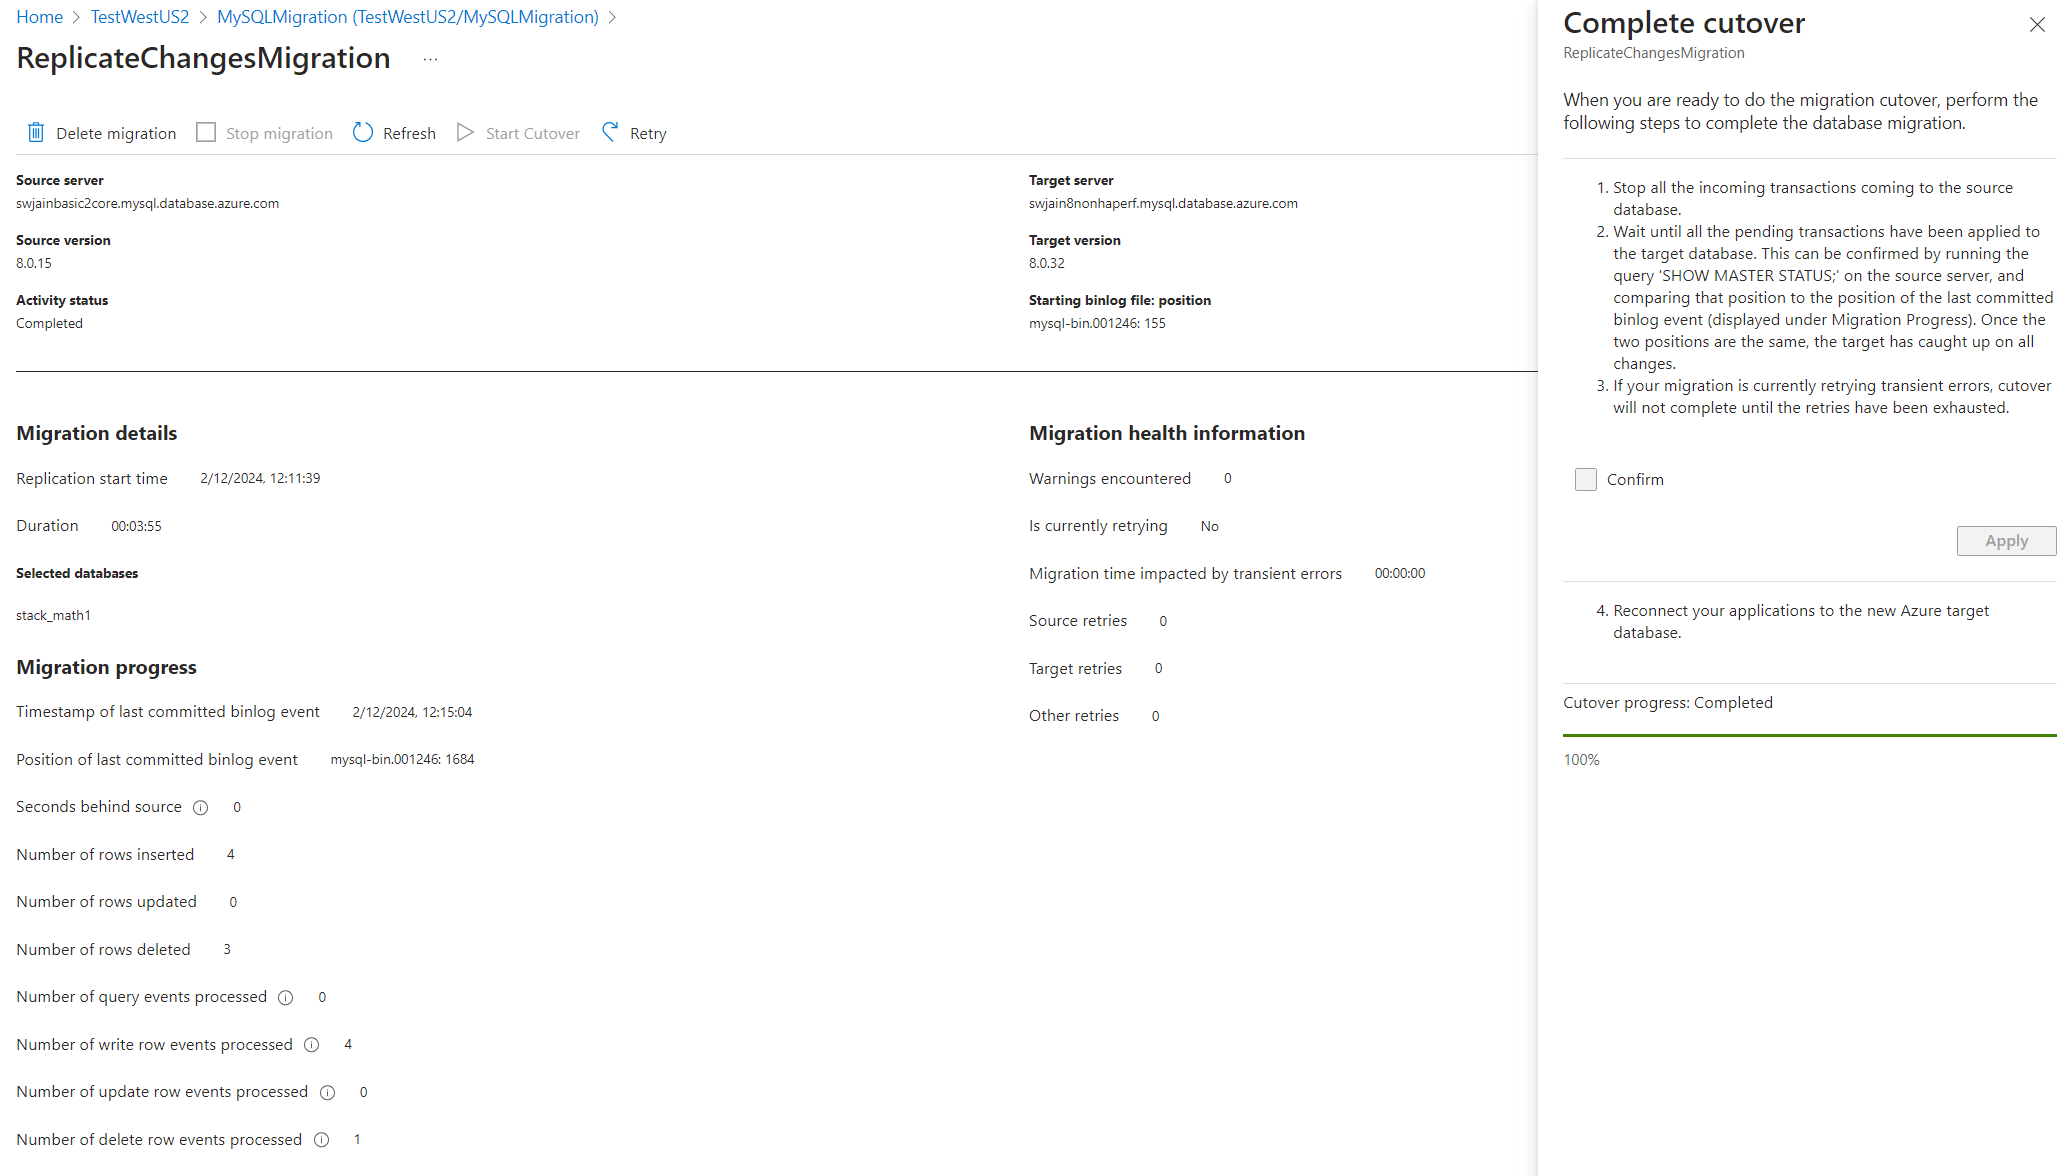 Home > TestWestUS2 > MySQLMigration (TestWestUS2/MySQLMigration) >
ReplicateChangesMigration ...
Delete migration Stop migration Refresh Start Cutover Retry
Source server
swjainbasic2core.mysql.database.azure.com
Source version
8.0.15
Activity status
Completed
Target server
swjain8nonhaperf.mysql.database.azure.com
Target version
8.0.32
Starting binlog file: position
mysql-bin.001246: 155
Migration details
Replication start time 2/12/2024, 12:11:39
Duration 00:03:55
Selected databases
stack_math1
Migration progress
Timestamp of last committed binlog event 2/12/2024, 12:15:04
Position of last committed binlog event mysql-bin.001246: 1684
Seconds behind source 0
Number of rows inserted 4
Number of rows updated 0
Number of rows deleted 3
Number of query events processed 0
Number of write row events processed 4
Number of update row events processed 0
Number of delete row events processed 1
Migration health information
Warnings encountered 0
Is currently retrying No
Migration time impacted by transient errors 00:00:00
Source retries 0
Target retries 0
Other retries 0
Complete cutover
ReplicateChangesMigration
When you are ready to do the migration cutover, perform the
following steps to complete the database migration.
1. Stop all the incoming transactions coming to the source
database.
2. Wait until all the pending transactions have been applied to
the target database. This can be confirmed by running the
query 'SHOW MASTER STATUS;' on the source server, and
comparing that position to the position of the last committed
binlog event (displayed under Migration Progress). Once the
two positions are the same, the target has caught up on all
changes.
3. If your migration is currently retrying transient errors, cutover
will not complete until the retries have been exhausted.
Confirm
Apply
4. Reconnect your applications to the new Azure target
database.
Cutover progress: Completed
100%